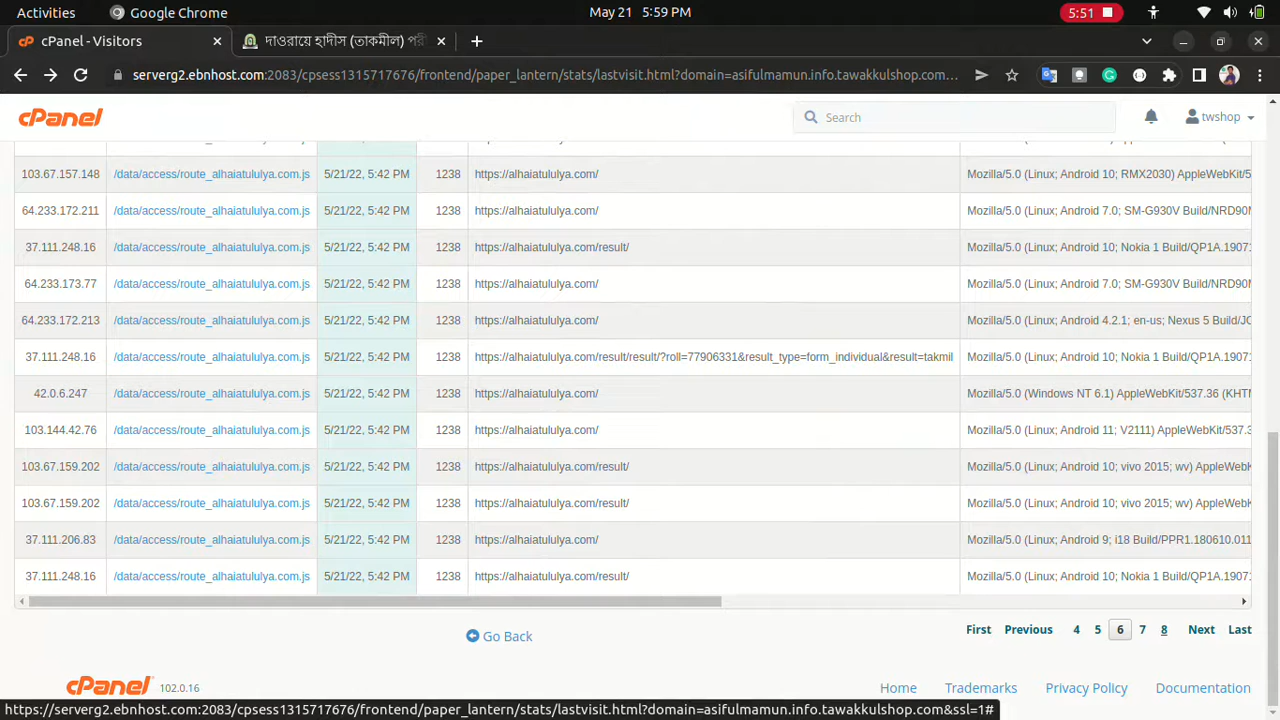 Activities Google Chrome May 21 5:59 PM 5:51
cPanel - Visitors দাওরায়ে হাদীস (তাকমীল) পরী
serverg2.ebnhost.com:2083/cpsess1315717676/frontend/paper_lantern/stats/lastvisit.html?domain=asifulmamun.info.tawakkulshop.com...
cPanel Search twshop
103.67.157.148 /data/access/route_alhaiatululya.com.js 5/21/22, 5:42 PM 1238 https://alhaiatululya.com/ Mozilla/5.0 (Linux; Android 10; RMX2030) AppleWebKit/5
64.233.172.211 /data/access/route_alhaiatululya.com.js 5/21/22, 5:42 PM 1238 https://alhaiatululya.com/ Mozilla/5.0 (Linux; Android 7.0; SM-G930V Build/NRD90M
37.111.248.16 /data/access/route_alhaiatululya.com.js 5/21/22, 5:42 PM 1238 https://alhaiatululya.com/result/ Mozilla/5.0 (Linux; Android 10; Nokia 1 Build/QP1A.19071
64.233.173.77 /data/access/route_alhaiatululya.com.js 5/21/22, 5:42 PM 1238 https://alhaiatululya.com/ Mozilla/5.0 (Linux; Android 7.0; SM-G930V Build/NRD90M
64.233.172.213 /data/access/route_alhaiatululya.com.js 5/21/22, 5:42 PM 1238 https://alhaiatululya.com/ Mozilla/5.0 (Linux; Android 4.2.1; en-us; Nexus 5 Build/JO
37.111.248.16 /data/access/route_alhaiatululya.com.js 5/21/22, 5:42 PM 1238 https://alhaiatululya.com/result/result/?roll=77906331&result_type=form_individual&result=takmil Mozilla/5.0 (Linux; Android 10; Nokia 1 Build/QP1A.19071
42.0.6.247 /data/access/route_alhaiatululya.com.js 5/21/22, 5:42 PM 1238 https://alhaiatululya.com/ Mozilla/5.0 (Windows NT 6.1) AppleWebKit/537.36 (KHTM
103.144.42.76 /data/access/route_alhaiatululya.com.js 5/21/22, 5:42 PM 1238 https://alhaiatululya.com/ Mozilla/5.0 (Linux; Android 11; V2111) AppleWebKit/537.3
103.67.159.202 /data/access/route_alhaiatululya.com.js 5/21/22, 5:42 PM 1238 https://alhaiatululya.com/result/ Mozilla/5.0 (Linux; Android 10; vivo 2015; wv) AppleWebK
103.67.159.202 /data/access/route_alhaiatululya.com.js 5/21/22, 5:42 PM 1238 https://alhaiatululya.com/result/ Mozilla/5.0 (Linux; Android 10; vivo 2015; wv) AppleWebK
37.111.206.83 /data/access/route_alhaiatululya.com.js 5/21/22, 5:42 PM 1238 https://alhaiatululya.com/ Mozilla/5.0 (Linux; Android 9; i18 Build/PPR1.180610.011
37.111.248.16 /data/access/route_alhaiatululya.com.js 5/21/22, 5:42 PM 1238 https://alhaiatululya.com/result/ Mozilla/5.0 (Linux; Android 10; Nokia 1 Build/QP1A.19071
Go Back First Previous 4 5 6 7 8 Next Last
cPanel 102.0.16 Home Trademarks Privacy Policy Documentation
https://serverg2.ebnhost.com:2083/cpsess1315717676/frontend/paper_lantern/stats/lastvisit.html?domain=asifulmamun.info.tawakkulshop.com&ssl=1#